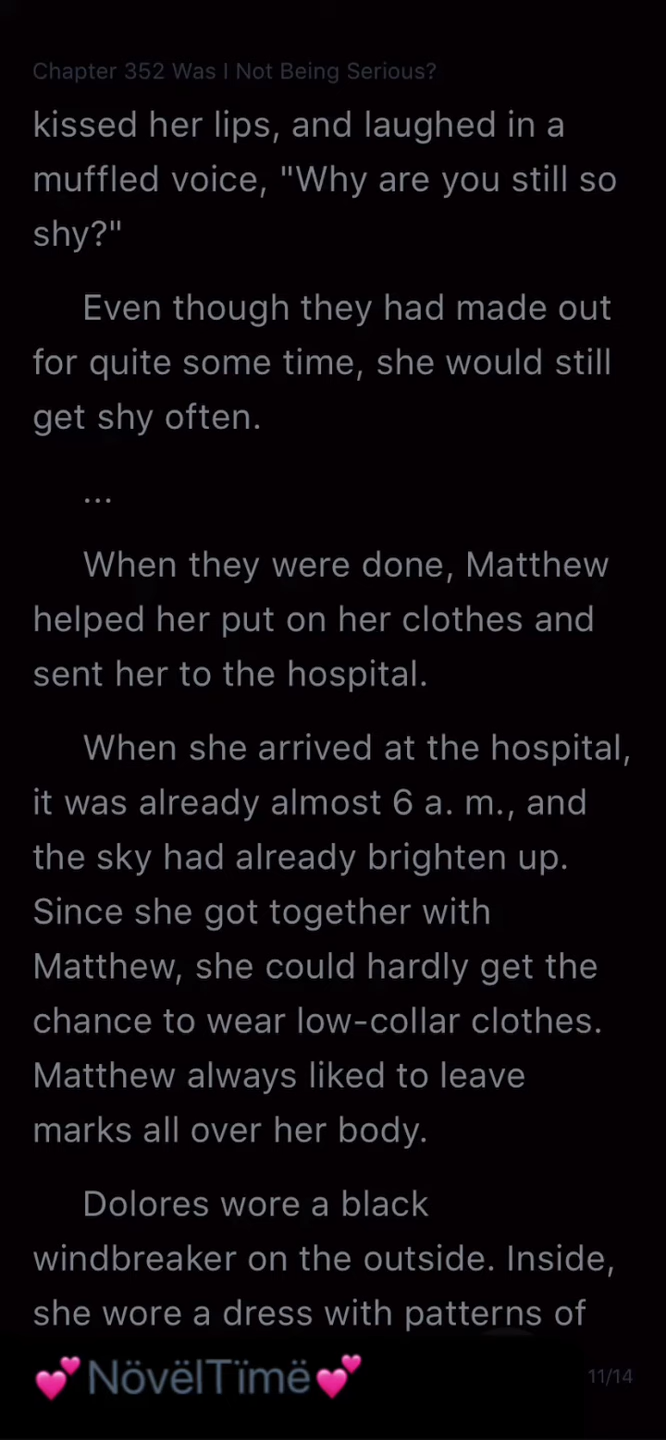 Chapter 352 Was I Not Being Serious?
kissed her lips, and laughed in a
muffled voice, "Why are you still so
shy?"
Even though they had made out
for quite some time, she would still
get shy often.
...
When they were done, Matthew
helped her put on her clothes and
sent her to the hospital.
When she arrived at the hospital,
it was already almost 6 a. m., and
the sky had already brighten up.
Since she got together with
Matthew, she could hardly get the
chance to wear low-collar clothes.
Matthew always liked to leave
marks all over her body.
Dolores wore a black
windbreaker on the outside. Inside,
she wore a dress with patterns of
💕NövëlTïmë💕
11/14